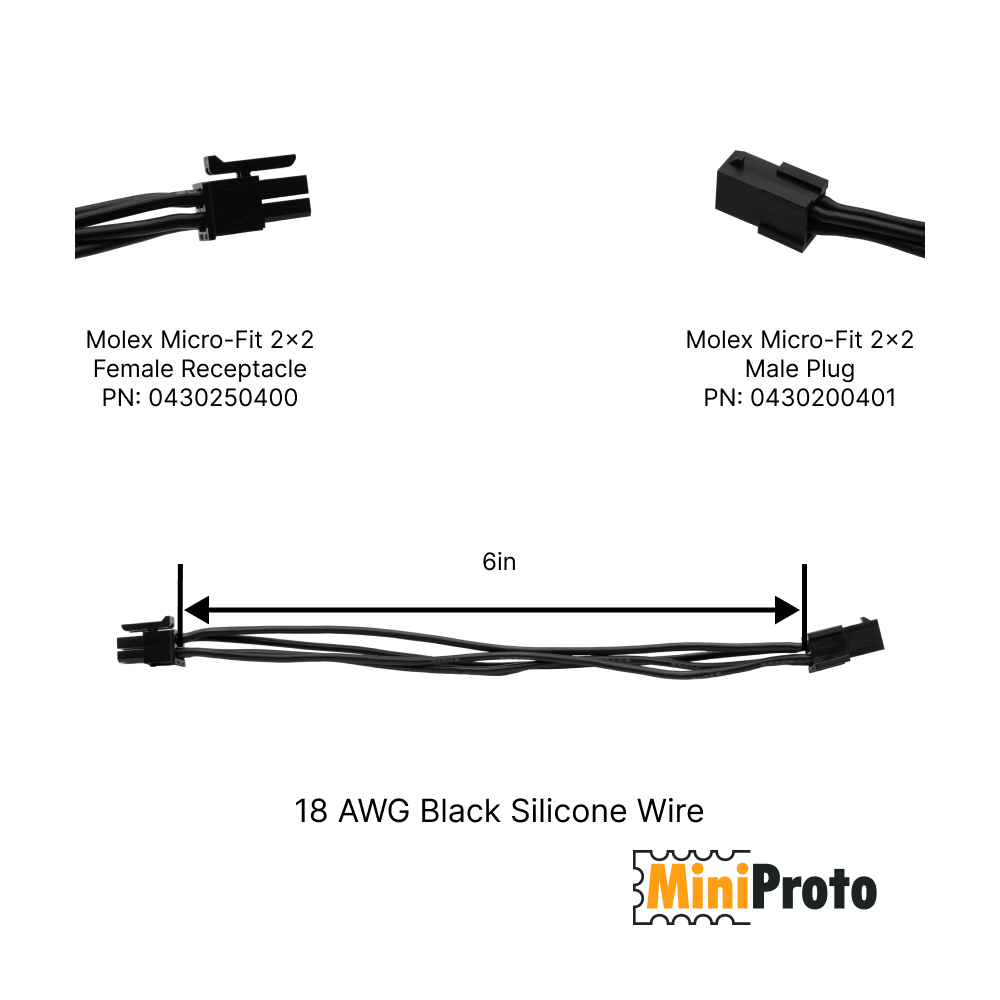 Molex Micro-Fit 2×2
Female Receptacle
PN: 0430250400
Molex Micro-Fit 2×2
Male Plug
PN: 0430200401
6in
18 AWG Black Silicone Wire
MiniProto